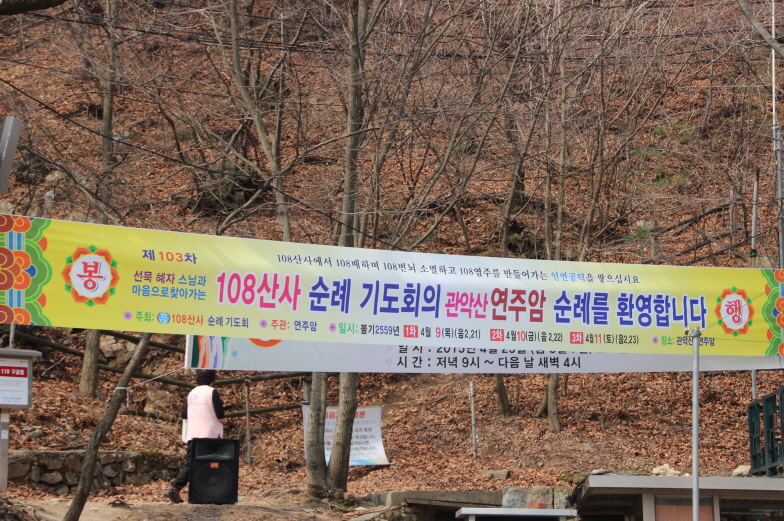 제 103차
108산사에서 108배하며 108번뇌 소멸하고 108염주를 만들어가는 인연공덕을 쌓으십시요
봉
선묵 혜자 스님과
마음으로찾아가는
108산사 순례 기도회의 관악산 연주암 순례를 환영합니다
행
주최: 108산사 순례 기도회
주관: 연주암
일시: 불기2559년 1차 4월 9(목)(음2.21) 2차 4월10(금)(음2.22) 3차 4월11(토)(음2.23)
장소: 관악산 연주암
시간 : 저녁 9시 ~ 다음 날 새벽 4시
119 구급함